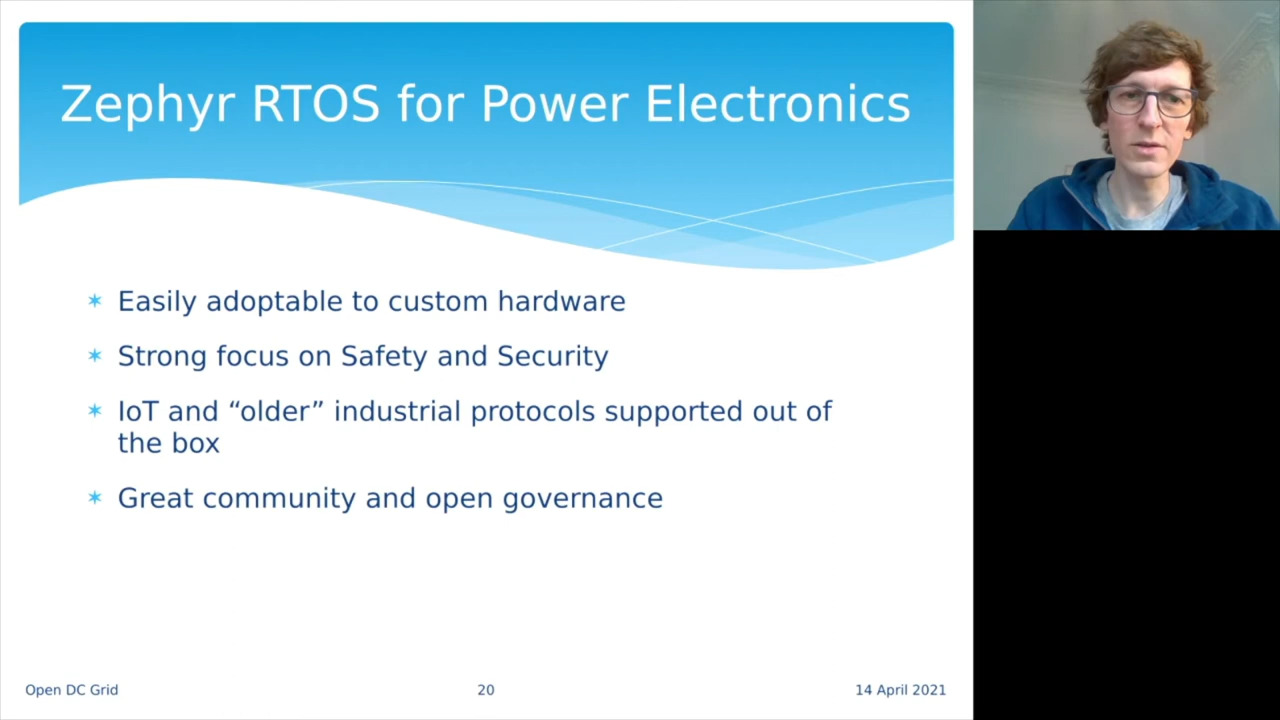 Zephyr RTOS for Power Electronics
Easily adoptable to custom hardware
Strong focus on Safety and Security
IoT and “older” industrial protocols supported out of
the box
Great community and open governance
Open DC Grid
20
14 April 2021